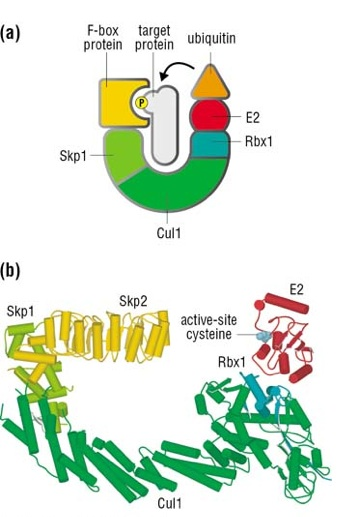 (a)
F-box
protein
target
protein
ubiquitin
P
E2
Rbx1
Skp1
Cul1
(b)
E2
Skp2
Skp1
active-site
cysteine
Rbx1
Cul1